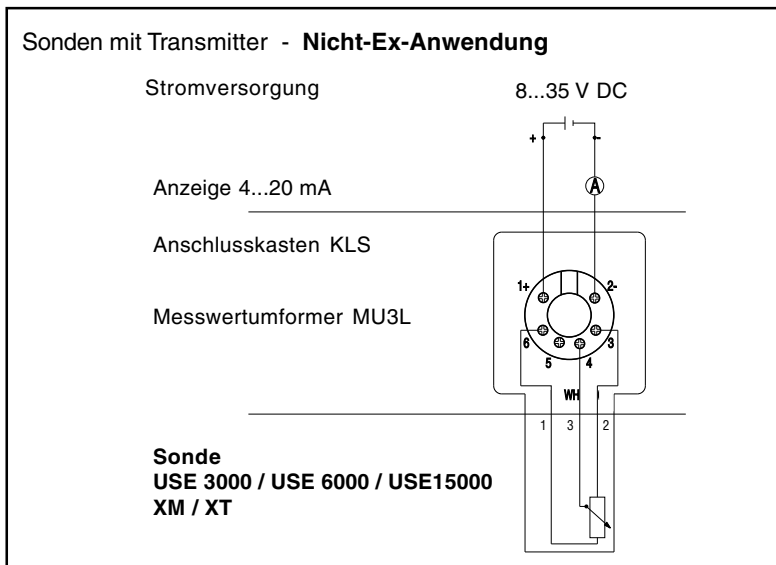 Sonden mit Transmitter - Nicht-Ex-Anwendung
Stromversorgung 8...35 V DC
+ -
Anzeige 4...20 mA A
Anschlusskasten KLS
1+ 2-
Messwertumformer MU3L
6 3
5 4
WH
1 3 2
Sonde
USE 3000 / USE 6000 / USE15000
XM / XT